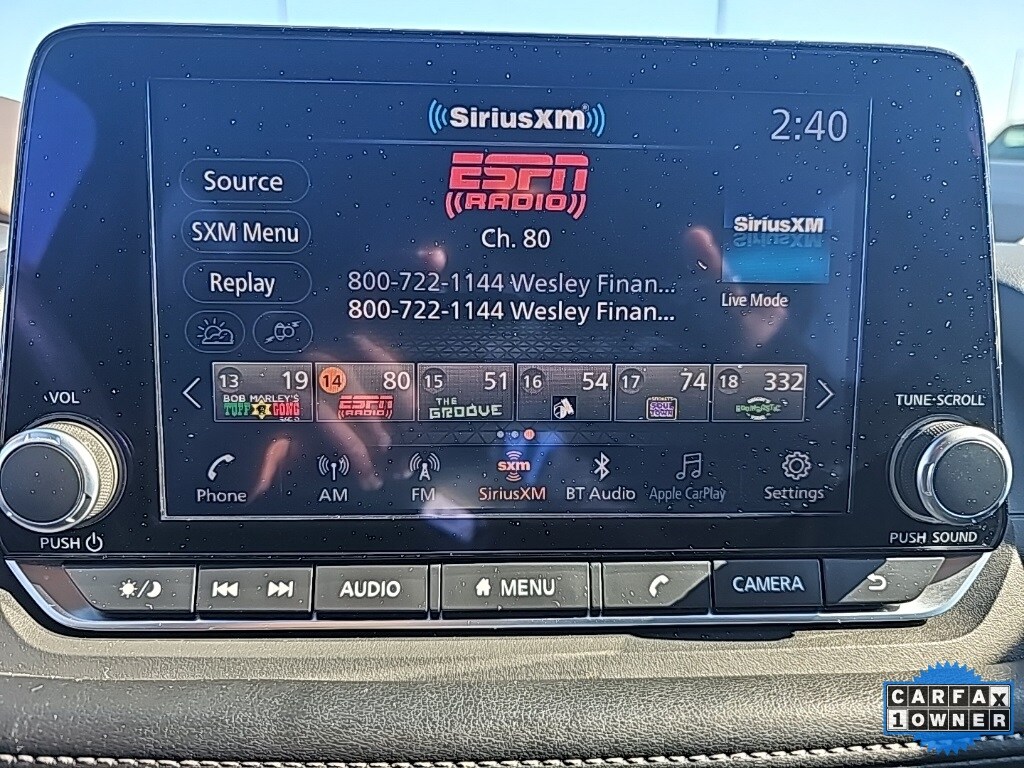 SiriusXM
2:40
Source
ESPN
RADIO
SXM Menu
Ch. 80
SiriusXM
Replay
800-722-1144 Wesley Finan...
800-722-1144 Wesley Finan...
Live Mode
13 19 14 80 15 51 16 54 17 74 18 332
BOB MARLEY'S
TUFF GONG
ESPN
RADIO
THE
GROOVE
SOUL
TOWN
VOL
TUNE·SCROLL
Phone AM FM SiriusXM BT Audio Apple CarPlay Settings
sxm
PUSH
PUSH SOUND
AUDIO MENU CAMERA
CARFAX
1 OWNER